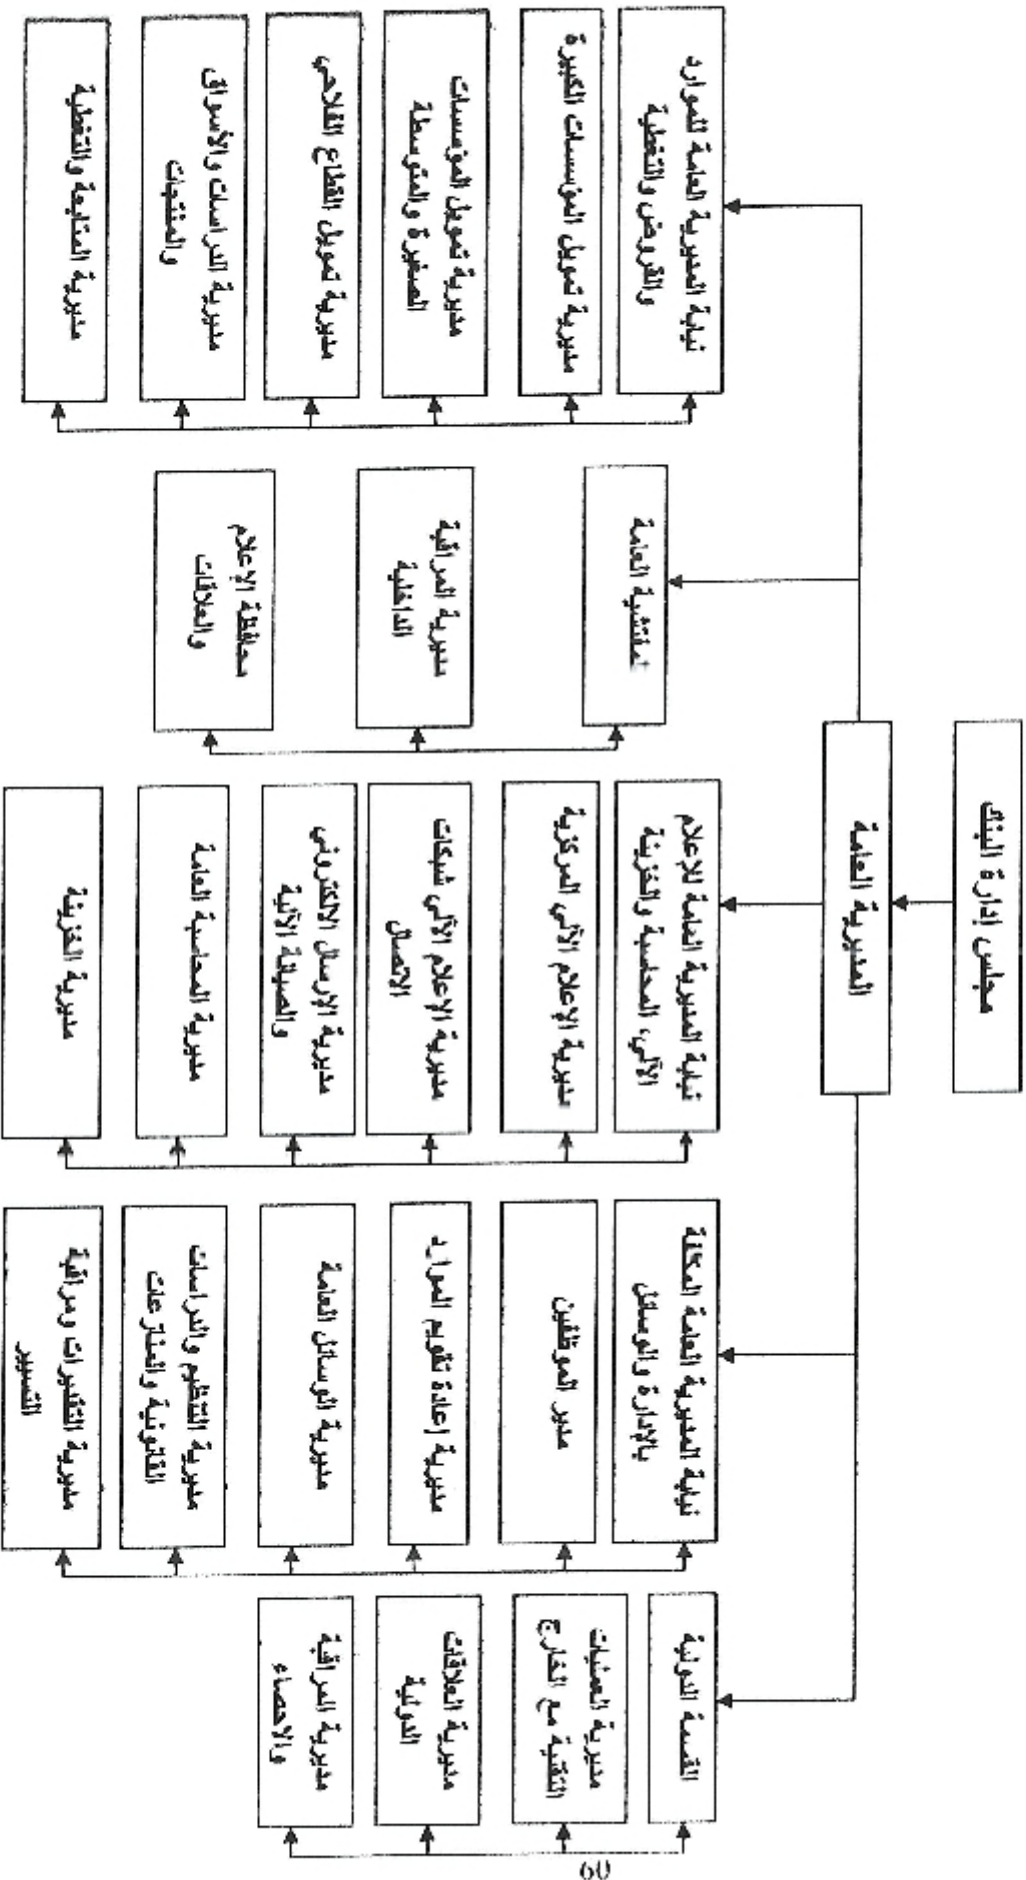 مجلس إدارة البنك
المديرية العامة
نيابة المديرية العامة للموارد
والقروض والتغطية
مديرية تمويل المؤسسات الكبيرة
مديرية تمويل المؤسسات
الصغيرة والمتوسطة
مديرية تمويل القطاع الفلاحي
مديرية الدراسات والأسواق
والمنتجات
مديرية المتابعة والتغطية
لمفتشية العامة
مديرية المراقبة
الداخلية
محافظة الإعلام
والعلاقات
نيابة المديرية العامة للإعلام
الآلي، المحاسبة والخزينة
مديرية الإعلام الآلي المركزية
مديرية الإعلام الآلي شبكات
الاتصال
مديرية الإرسال الالكتروني
والصيانة الآلية
مديرية المحاسبة العامة
مديرية الخزينة
نيابة المديرية العامة المكلفة
بالإدارة والوسائل
مدير الموظفين
مديرية إعادة تقويم الموارد
مديرية الوسائل العامة
مديرية التنظيم والدراسات
القانونية والمنازعات
مديرية التقديرات ومراقبة
التسيير
القسمة الدولية
مديرية العمليات
التقنية مع الخارج
مديرية العلاقات
الدولية
مديرية المراقبة
والاحصاء
60